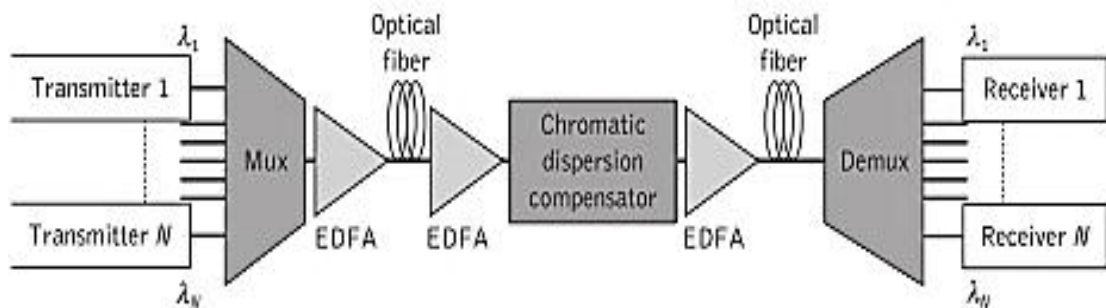 λ₁
Transmitter 1
Mux
Transmitter N
λN
EDFA
Optical
fiber
EDFA
Chromatic
dispersion
compensator
EDFA
Optical
fiber
Demux
λ₁
Receiver 1
Receiver N
λN